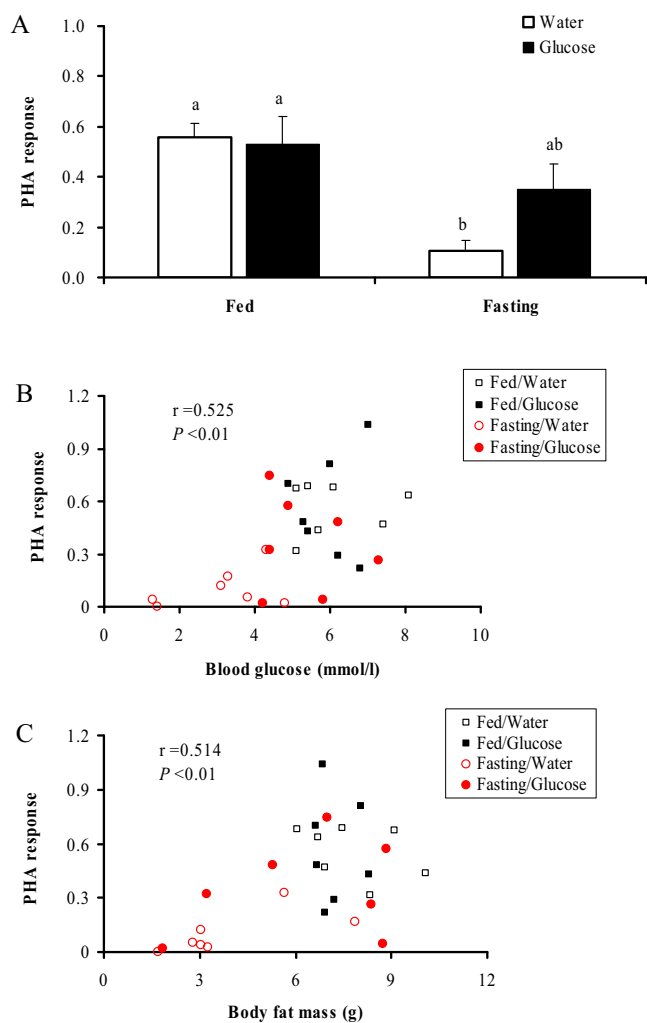 A
Water
Glucose
PHA response
1.0
0.8
0.6
0.4
0.2
0.0
a
a
b
ab
Fed
Fasting
B
r =0.525
P <0.01
Fed/Water
Fed/Glucose
Fasting/Water
Fasting/Glucose
PHA response
1.2
0.9
0.6
0.3
0
0
2
4
6
8
10
Blood glucose (mmol/l)
C
r =0.514
P <0.01
Fed/Water
Fed/Glucose
Fasting/Water
Fasting/Glucose
PHA response
1.2
0.9
0.6
0.3
0
0
3
6
9
12
Body fat mass (g)